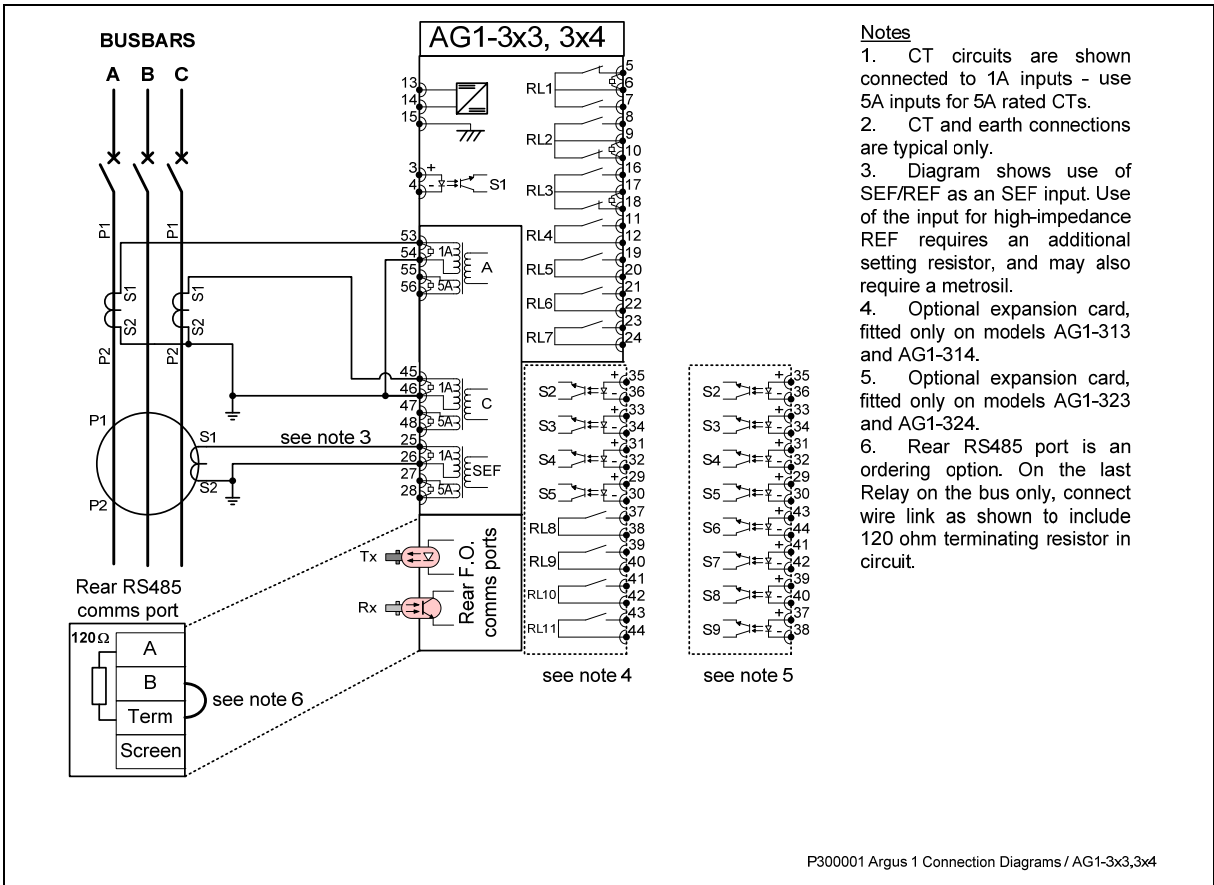 BUSBARS
A B C
P1 P1
S1 S1
S2 S2
P2 P2
P1
S1
S2
P2
see note 3
AG1-3x3, 3x4
13
14
15
3 +
4 -
S1
53
54 1A
55
56 5A
A
45
46 1A
47
48 5A
C
25
26 1A
27
28 5A
SEF
Tx
Rx
Rear F.O.
comms ports
RL1
5
6
7
RL2
8
9
10
RL3
16
17
18
RL4
11
12
RL5
19
20
RL6
21
22
RL7
23
24
S2 + 35
- 36
S3 + 33
- 34
S4 + 31
- 32
S5 + 29
- 30
RL8
37
38
RL9
39
40
RL10
41
42
RL11
43
44
see note 4
S2 + 35
- 36
S3 + 33
- 34
S4 + 31
- 32
S5 + 29
- 30
S6 + 43
- 44
S7 + 41
- 42
S8 + 39
- 40
S9 + 37
- 38
see note 5
Rear RS485
comms port
120Ω
A
B
Term
Screen
see note 6
Notes
1. CT circuits are shown
connected to 1A inputs - use
5A inputs for 5A rated CTs.
2. CT and earth connections
are typical only.
3. Diagram shows use of
SEF/REF as an SEF input. Use
of the input for high-impedance
REF requires an additional
setting resistor, and may also
require a metrosil.
4. Optional expansion card,
fitted only on models AG1-313
and AG1-314.
5. Optional expansion card,
fitted only on models AG1-323
and AG1-324.
6. Rear RS485 port is an
ordering option. On the last
Relay on the bus only, connect
wire link as shown to include
120 ohm terminating resistor in
circuit.
P300001 Argus 1 Connection Diagrams / AG1-3x3,3x4